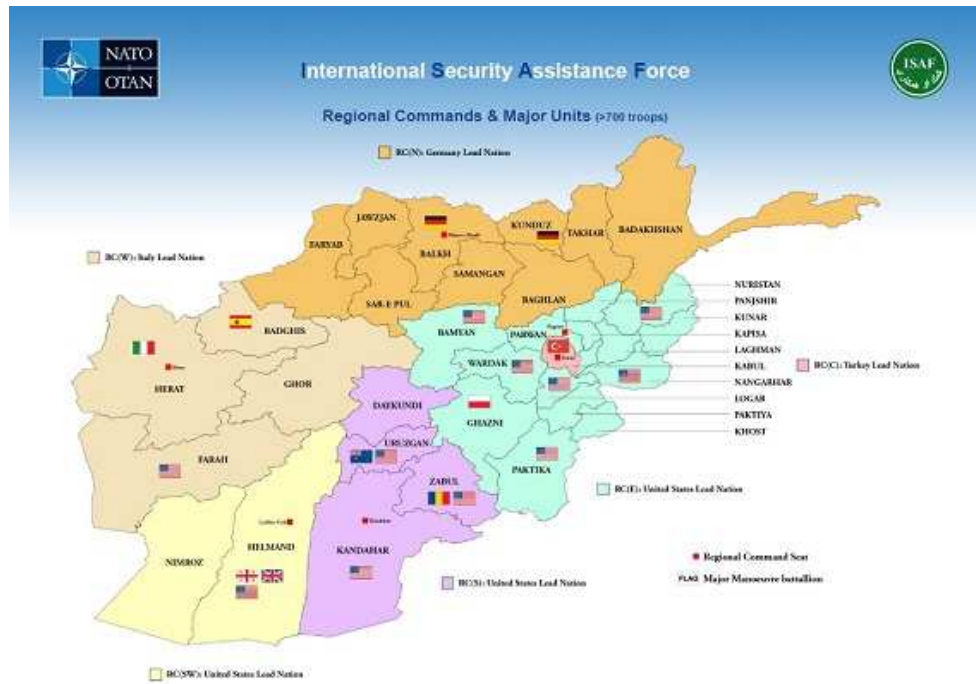 NATO
OTAN
International Security Assistance Force
ISAF
Regional Commands & Major Units (>700 troops)
RC(N): Germany Lead Nation
JAWZJAN
KUNDUZ
BADAKHSHAN
TAKHAR
FARYAB
BALKH
RC(W): Italy Lead Nation
SAMANGAN
SAR-E PUL
BAGHLAN
NURISTAN
PANJSHIR
BADGHIS
BAMYAN
PARWAN
KUNAR
KAPISA
LAGHMAN
WARDAK
KABUL
RC(C): Turkey Lead Nation
HERAT
GHOR
NANGARHAR
LOGAR
DAYKUNDI
GHAZNI
PAKTIYA
KHOST
URUZGAN
FARAH
PAKTIKA
ZABUL
RC(E): United States Lead Nation
KANDAHAR
HELMAND
NIMROZ
Regional Command Seat
FLAG Major Manoeuvre battallion
RC(S): United States Lead Nation
RC(SW): United States Lead Nation